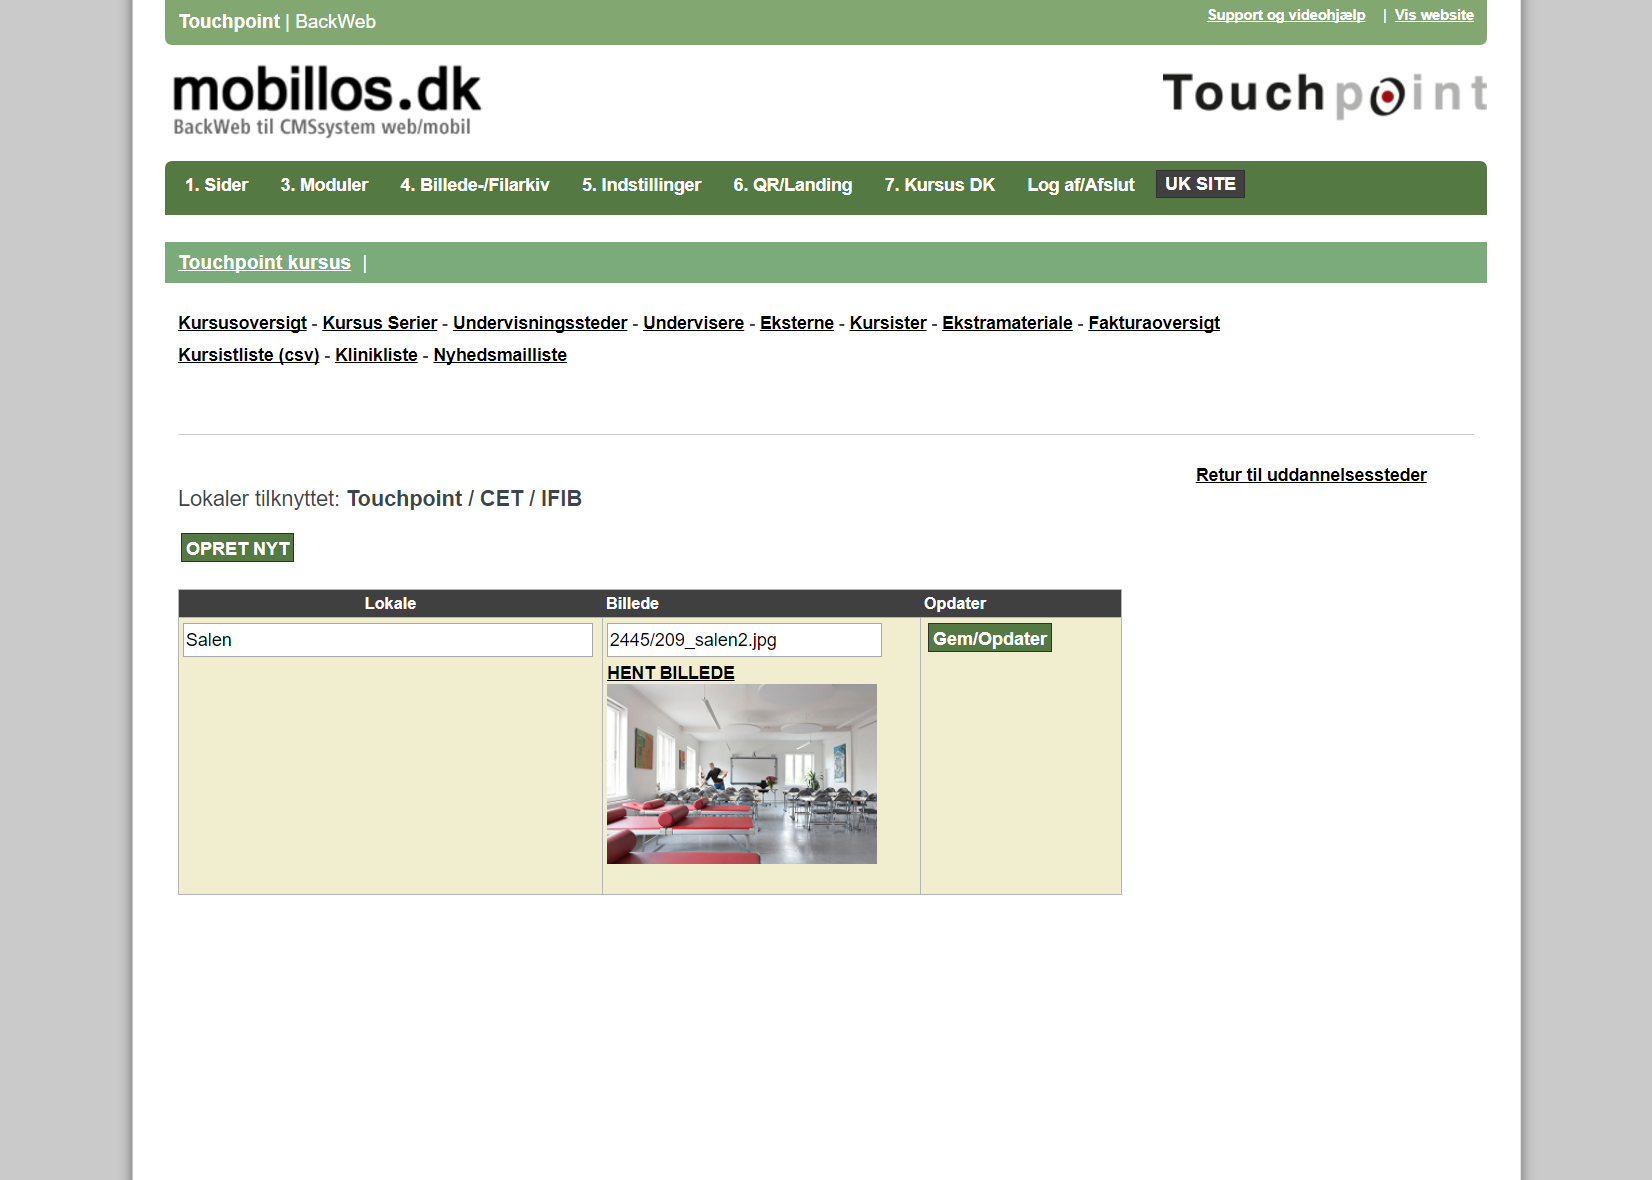 Touchpoint | BackWeb
Support og videohjælp | Vis website
mobillos.dk
BackWeb til CMSsystem web/mobil
Touchpoint
1. Sider 3. Moduler 4. Billede-/Filarkiv 5. Indstillinger 6. QR/Landing 7. Kursus DK Log af/Afslut UK SITE
Touchpoint kursus |
Kursusoversigt - Kursus Serier - Undervisningssteder - Undervisere - Eksterne - Kursister - Ekstramateriale - Fakturaoversigt
Kursistliste (csv) - Klinikliste - Nyhedsmailliste
Retur til uddannelsessteder
Lokaler tilknyttet: Touchpoint / CET / IFIB
OPRET NYT
Lokale Billede Opdater
Salen 2445/209_salen2.jpg Gem/Opdater
HENT BILLEDE